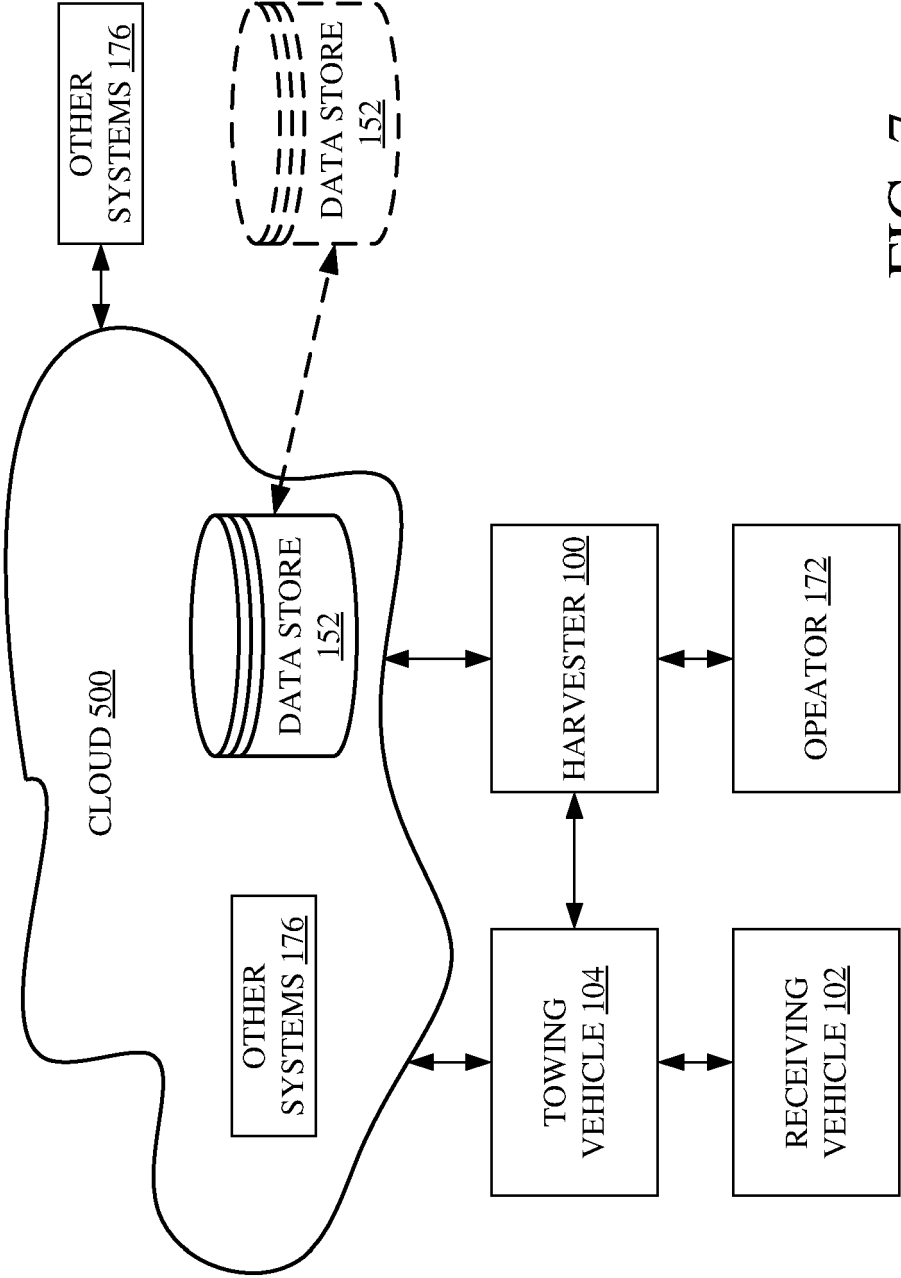 CLOUD 500
OTHER
SYSTEMS 176
DATA STORE
152
OTHER
SYSTEMS 176
DATA STORE
152
TOWING
VEHICLE 104
HARVESTER 100
RECEIVING
VEHICLE 102
OPEATOR 172
FIG. 7